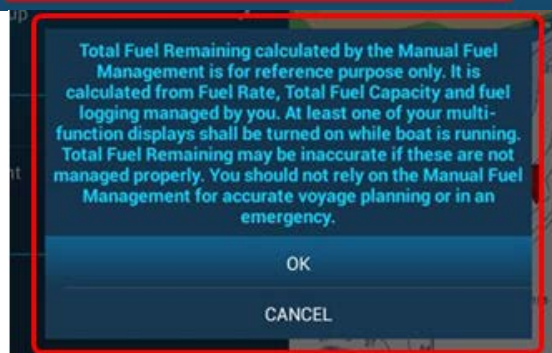 up
Total Fuel Remaining calculated by the Manual Fuel
Management is for reference purpose only. It is
calculated from Fuel Rate, Total Fuel Capacity and fuel
logging managed by you. At least one of your multi-
function displays shall be turned on while boat is running.
Total Fuel Remaining may be inaccurate if these are not
managed properly. You should not rely on the Manual Fuel
Management for accurate voyage planning or in an
emergency.
OK
CANCEL